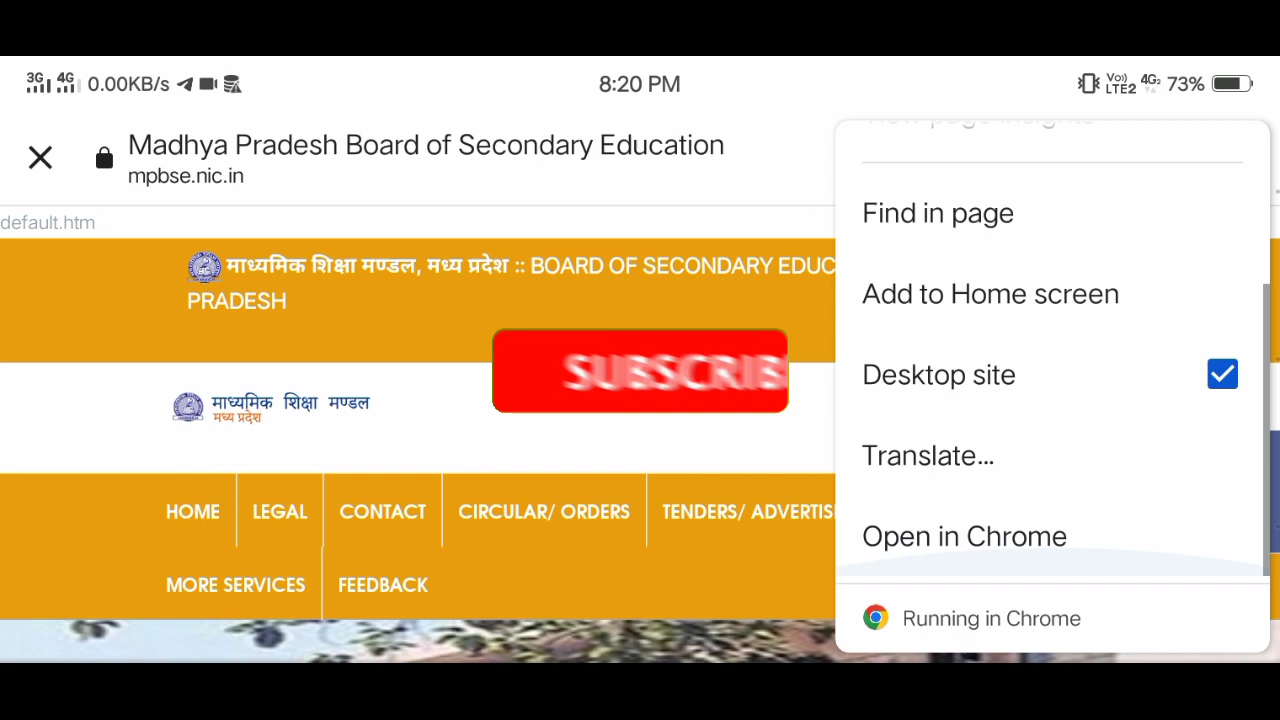 3G 4G 0.00KB/s 8:20 PM Vo)) LTE2 4G2 73%
Madhya Pradesh Board of Secondary Education
mpbse.nic.in
default.htm
माध्यमिक शिक्षा मण्डल, मध्य प्रदेश :: BOARD OF SECONDARY EDUC
PRADESH
SUBSCRIB
माध्यमिक शिक्षा मण्डल
मध्य प्रदेश
HOME LEGAL CONTACT CIRCULAR/ ORDERS TENDERS/ ADVERTIS
MORE SERVICES FEEDBACK
Find in page
Add to Home screen
Desktop site
Translate...
Open in Chrome
Running in Chrome